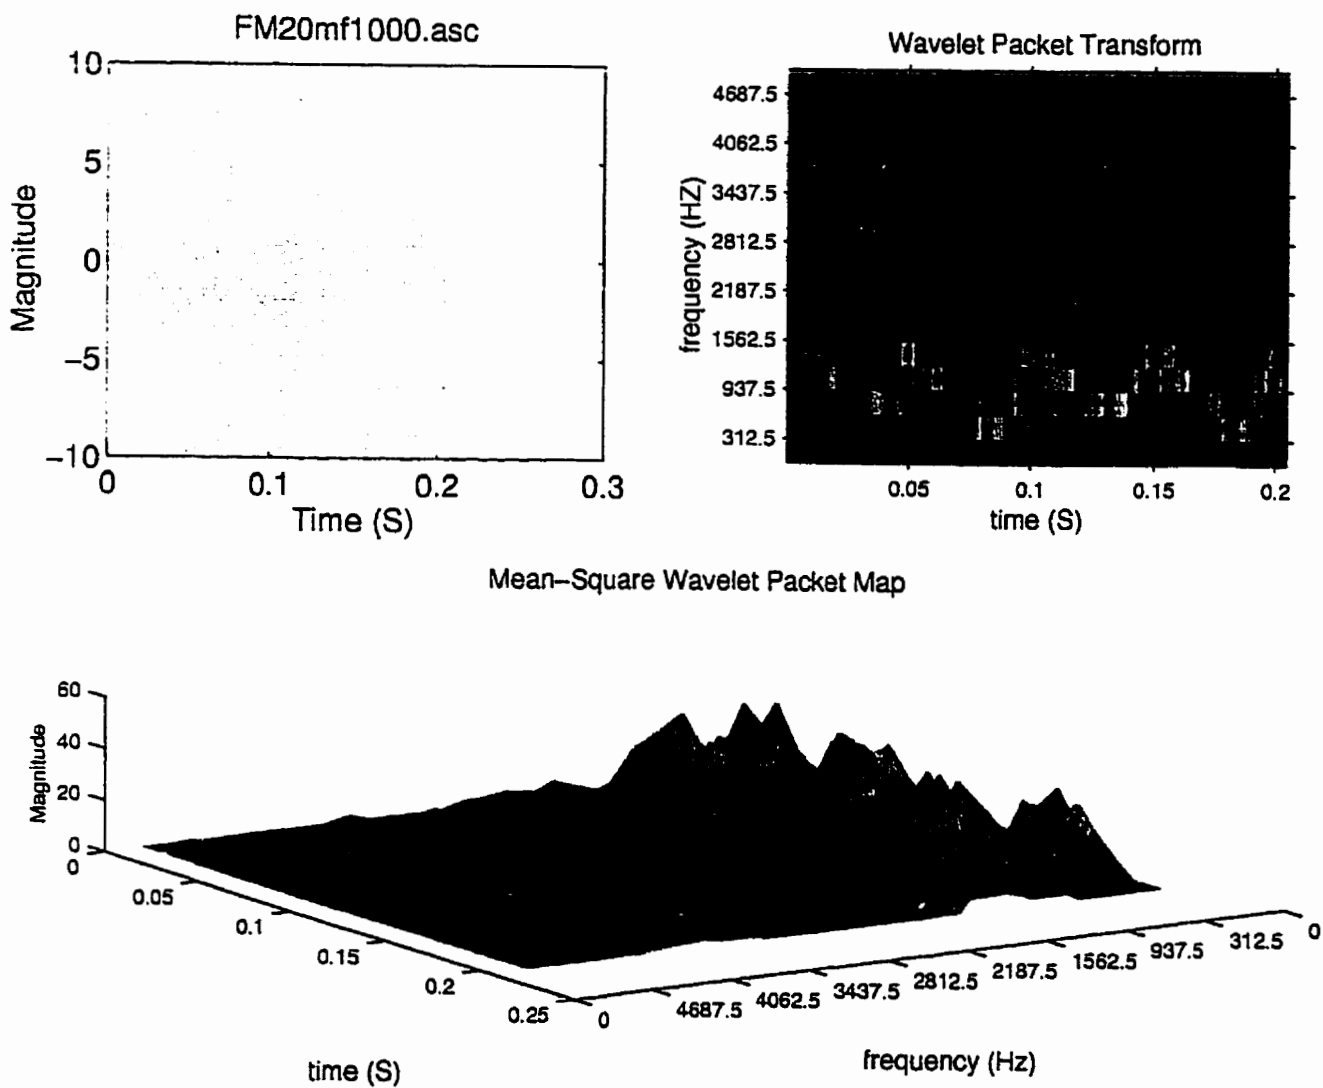 FM20mf1000.asc
10
5
0
−5
−10
Magnitude
0 0.1 0.2 0.3
Time (S)
Wavelet Packet Transform
4687.5
4062.5
3437.5
2812.5
2187.5
1562.5
937.5
312.5
frequency (HZ)
0.05 0.1 0.15 0.2
time (S)
Mean−Square Wavelet Packet Map
60
40
20
0
Magnitude
0
0.05
0.1
0.15
0.2
0.25
time (S)
0 4687.5 4062.5 3437.5 2812.5 2187.5 1562.5 937.5 312.5 0
frequency (Hz)